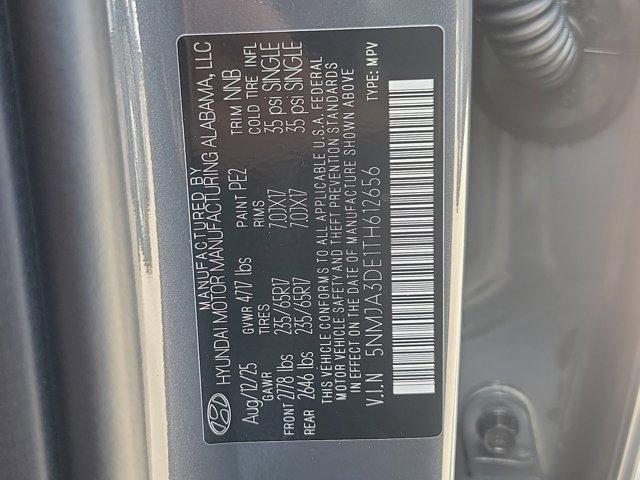 MANUFACTURED BY
HYUNDAI MOTOR MANUFACTURING ALABAMA, LLC
Aug/12/25 GVWR 4717 lbs PAINT PE2 TRIM NNB
GAWR TIRES RIMS COLD TIRE INFL
FRONT 2778 lbs 235/65R17 7.0JX17 35 psi SINGLE
REAR 2646 lbs 235/65R17 7.0JX17 35 psi SINGLE
THIS VEHICLE CONFORMS TO ALL APPLICABLE U.S.A. FEDERAL
MOTOR VEHICLE SAFETY AND THEFT PREVENTION STANDARDS
IN EFFECT ON THE DATE OF MANUFACTURE SHOWN ABOVE
V.I.N 5NMJA3DE1TH612656 TYPE: MPV